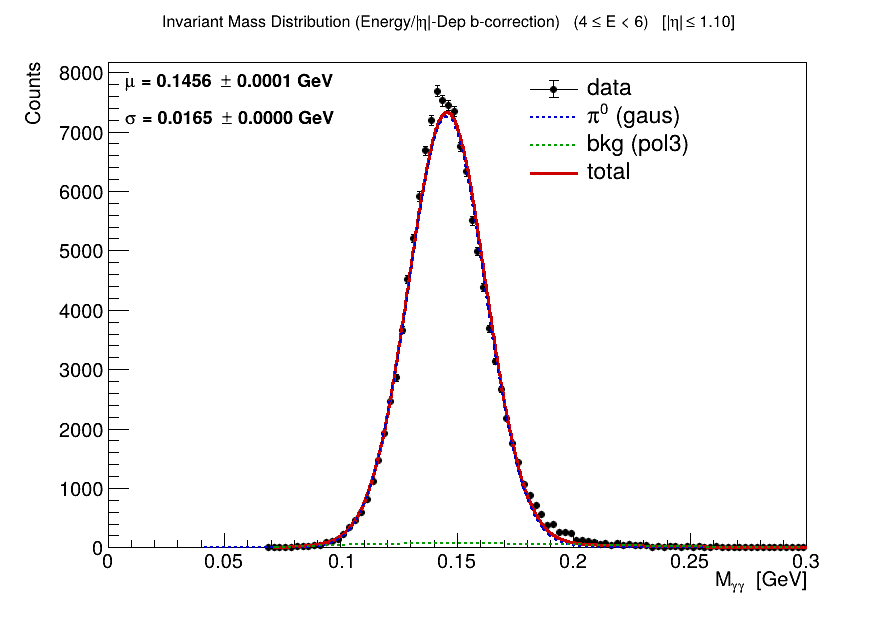 Invariant Mass Distribution (Energy/|η|-Dep b-correction)   (4 ≤ E < 6)   [|η| ≤ 1.10]
Counts
μ = 0.1456 ± 0.0001 GeV
σ = 0.0165 ± 0.0000 GeV
data
π⁰ (gaus)
bkg (pol3)
total
8000
7000
6000
5000
4000
3000
2000
1000
0
0 0.05 0.1 0.15 0.2 0.25 0.3
Mγγ [GeV]